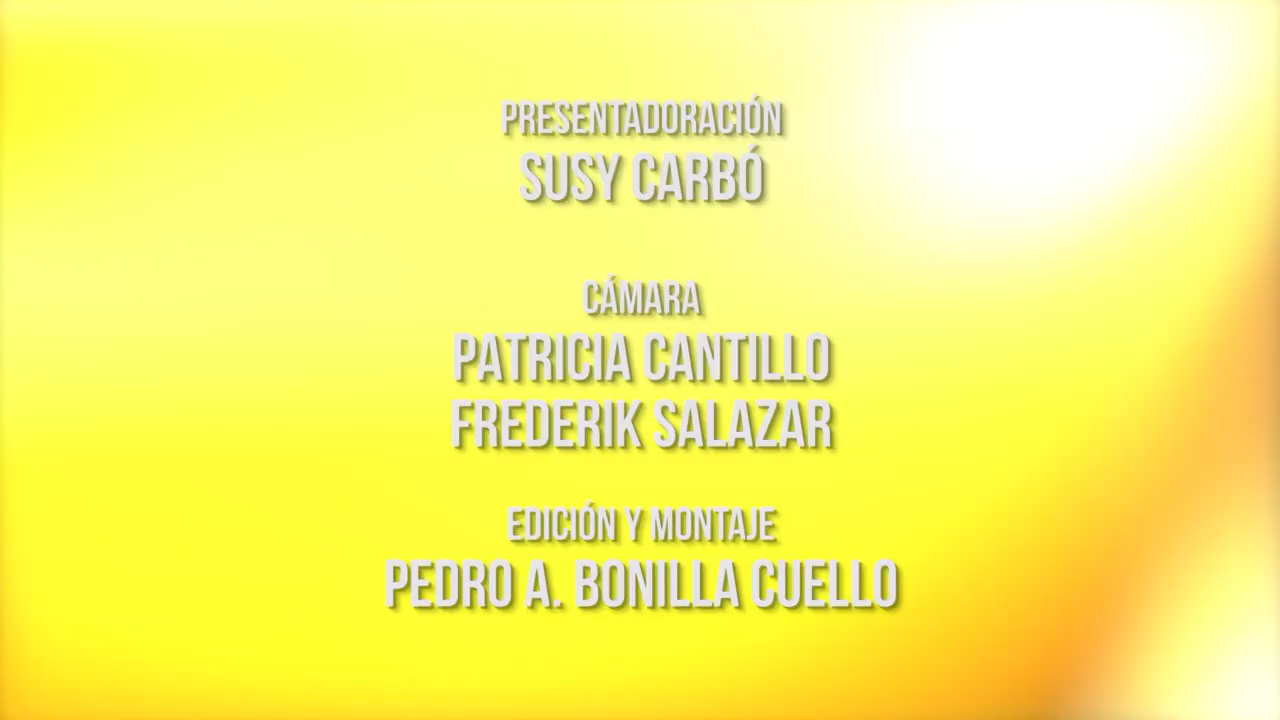 PRESENTADORACIÓN
SUSY CARBÓ
CÁMARA
PATRICIA CANTILLO
FREDERIK SALAZAR
EDICIÓN Y MONTAJE
PEDRO A. BONILLA CUELLO